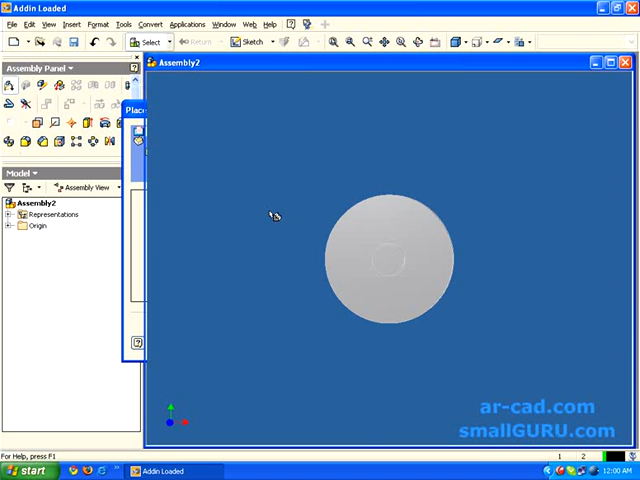 Addin Loaded
File Edit View Insert Format Tools Convert Applications Window Web Help
Select Return Sketch
Assembly Panel
Assembly2
Place
Model
Assembly View
Assembly2
Representations
Origin
ar-cad.com
smallGURU.com
For Help, press F1
1 2
start
Addin Loaded
12:00 AM